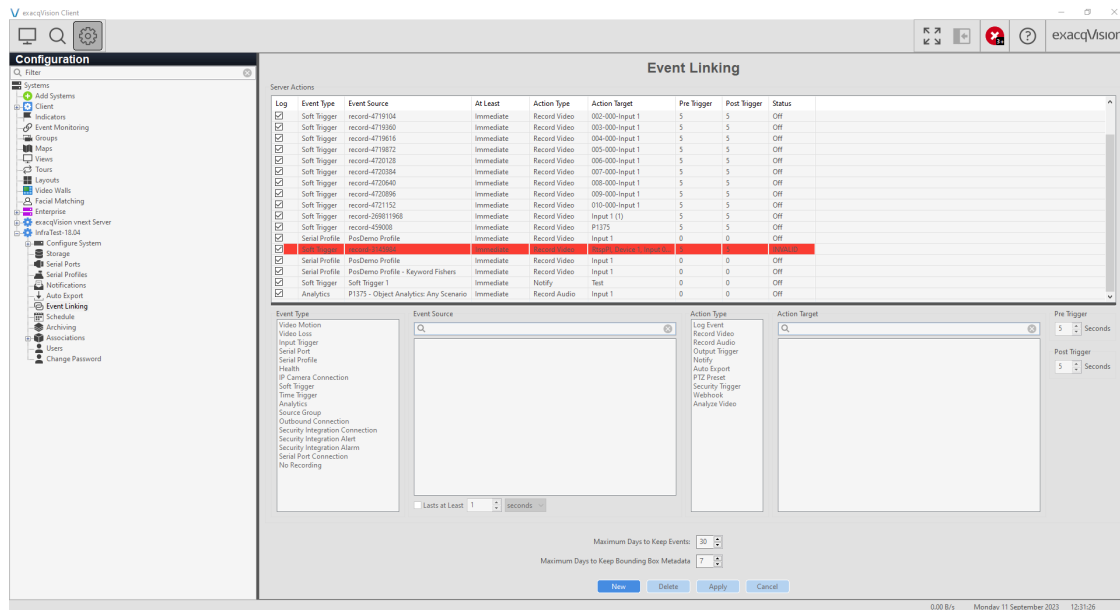 exacqVision Client
exacqVision
Configuration
Filter
Systems
Add Systems
Client
Indicators
Event Monitoring
Groups
Maps
Views
Tours
Layouts
Video Walls
Facial Matching
Enterprise
exacqVision vnext Server
InfraTest-18.04
Configure System
Storage
Serial Ports
Serial Profiles
Notifications
Auto Export
Event Linking
Schedule
Archiving
Associations
Users
Change Password
Event Linking
Server Actions
Log Event Type Event Source At Least Action Type Action Target Pre Trigger Post Trigger Status
Soft Trigger record-4719104 Immediate Record Video 002-000-Input 1 5 5 Off
Soft Trigger record-4719360 Immediate Record Video 003-000-Input 1 5 5 Off
Soft Trigger record-4719616 Immediate Record Video 004-000-Input 1 5 5 Off
Soft Trigger record-4719872 Immediate Record Video 005-000-Input 1 5 5 Off
Soft Trigger record-4720128 Immediate Record Video 006-000-Input 1 5 5 Off
Soft Trigger record-4720384 Immediate Record Video 007-000-Input 1 5 5 Off
Soft Trigger record-4720640 Immediate Record Video 008-000-Input 1 5 5 Off
Soft Trigger record-4720896 Immediate Record Video 009-000-Input 1 5 5 Off
Soft Trigger record-4721152 Immediate Record Video 010-000-Input 1 5 5 Off
Soft Trigger record-269811968 Immediate Record Video Input 1 (1) 5 5 Off
Soft Trigger record-459008 Immediate Record Video P1375 5 5 Off
Serial Profile PosDemo Profile Immediate Record Video Input 1 0 0 Off
Soft Trigger Immediate Record Video 5 5 INVALID
Serial Profile PosDemo Profile Immediate Record Video Input 1 0 0 Off
Serial Profile PosDemo Profile - Keyword Fishers Immediate Record Video Input 1 0 0 Off
Soft Trigger Soft Trigger 1 Immediate Notify Test 0 0 Off
Analytics P1375 - Object Analytics: Any Scenario Immediate Record Audio Input 1 0 0 Off
Event Type
Video Motion
Video Loss
Input Trigger
Serial Port
Serial Profile
Health
IP Camera Connection
Soft Trigger
Time Trigger
Analytics
Source Group
Outbound Connection
Security Integration Connection
Security Integration Alert
Security Integration Alarm
Serial Port Connection
No Recording
Event Source
Lasts at Least 1 seconds
Action Type
Log Event
Record Video
Record Audio
Output Trigger
Notify
Auto Export
PTZ Preset
Security Trigger
Webhook
Analyze Video
Action Target
Pre Trigger
5 Seconds
Post Trigger
5 Seconds
Maximum Days to Keep Events: 30
Maximum Days to Keep Bounding Box Metadata 7
New Delete Apply Cancel
0.00 B/s Monday 11 September 2023 12:31:26